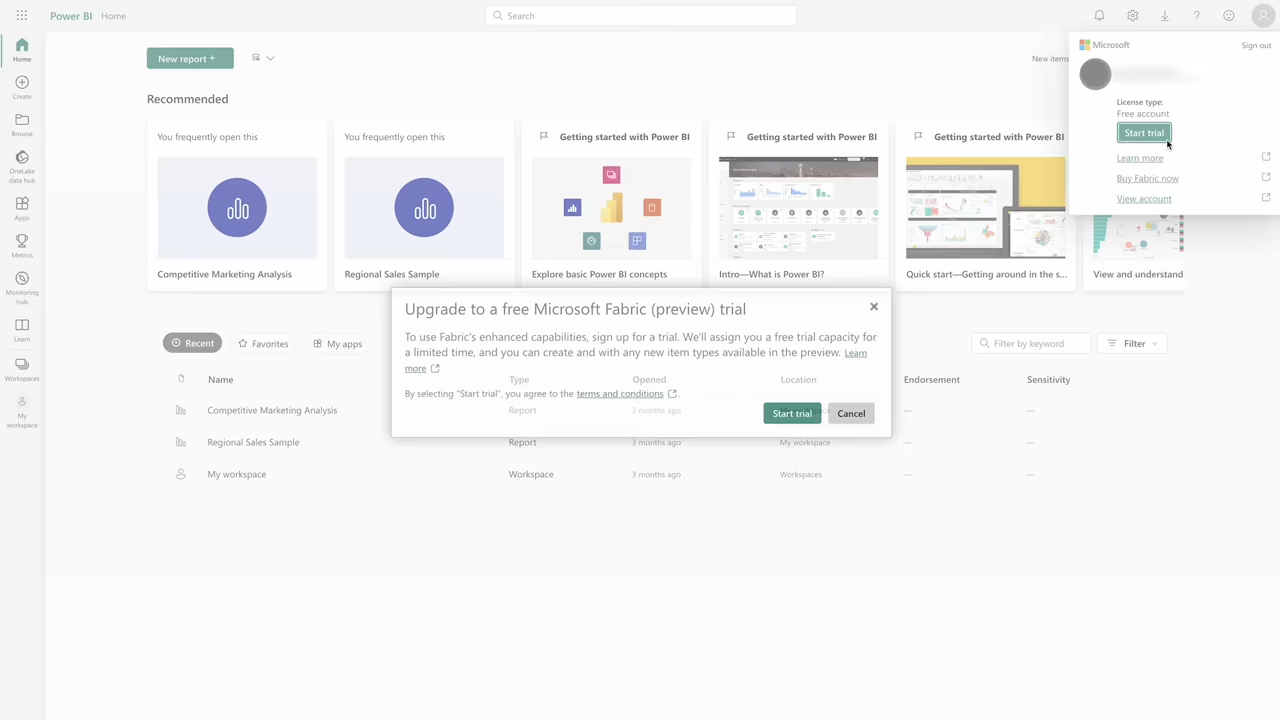 Power BI Home
Search
Microsoft
Sign out
License type:
Free account
Start trial
Learn more
Buy Fabric now
View account
Home
Create
Browse
OneLake
data hub
Apps
Metrics
Monitoring
hub
Learn
Workspaces
My
workspace
New report +
New items
Recommended
You frequently open this
Competitive Marketing Analysis
You frequently open this
Regional Sales Sample
Getting started with Power BI
Explore basic Power BI concepts
Getting started with Power BI
Intro—What is Power BI?
Getting started with Power BI
Quick start—Getting around in the s...
View and understand
Upgrade to a free Microsoft Fabric (preview) trial
To use Fabric's enhanced capabilities, sign up for a trial. We'll assign you a free trial capacity for
a limited time, and you can create and with any new item types available in the preview. Learn
more
By selecting "Start trial", you agree to the terms and conditions .
Start trial Cancel
Recent Favorites My apps
Filter by keyword Filter
Name Type Opened Location Endorsement Sensitivity
Competitive Marketing Analysis Report 3 months ago — —
Regional Sales Sample Report 3 months ago My workspace — —
My workspace Workspace 3 months ago Workspaces — —